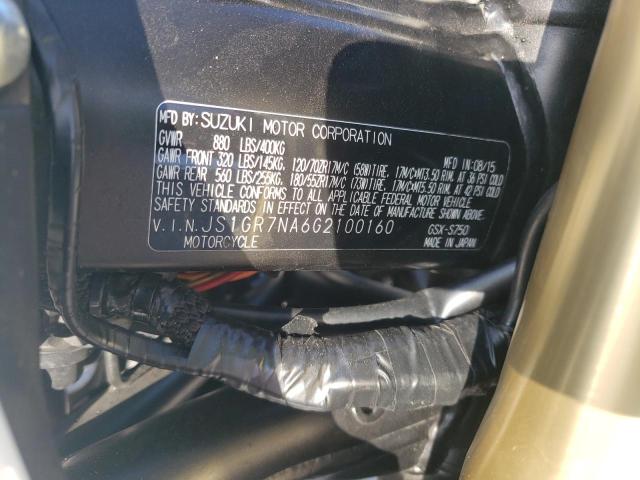 MFD BY: SUZUKI MOTOR CORPORATION
GVWR 880 LBS/400KG MFD IN: 08/15
GAWR FRONT 320 LBS/145KG, 120/70ZR17M/C (58W)TIRE, 17M/C×MT3.50 RIM, AT 36 PSI COLD
GAWR REAR 560 LBS/255KG, 180/55ZR17M/C (73W)TIRE, 17M/C×MT5.50 RIM, AT 42 PSI COLD
THIS VEHICLE CONFORMS TO ALL APPLICABLE FEDERAL MOTOR VEHICLE
SAFETY STANDARDS IN EFFECT ON THE DATE OF MANUFACTURE SHOWN ABOVE.
V.I.N. JS1GR7NA6G2100160 GSX-S750
MOTORCYCLE MADE IN JAPAN